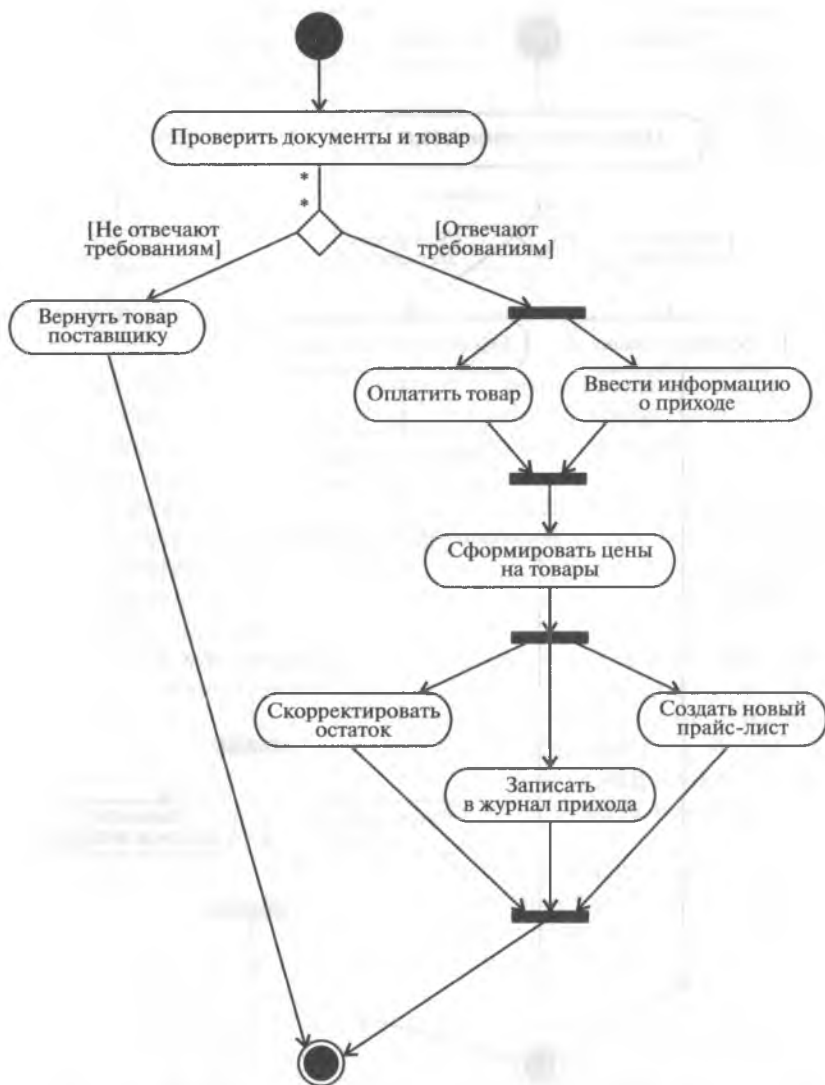 Проверить документы и товар
*
*
[Не отвечают
требованиям]
[Отвечают
требованиям]
Вернуть товар
поставщику
Оплатить товар
Ввести информацию
о приходе
Сформировать цены
на товары
Скорректировать
остаток
Создать новый
прайс-лист
Записать
в журнал прихода